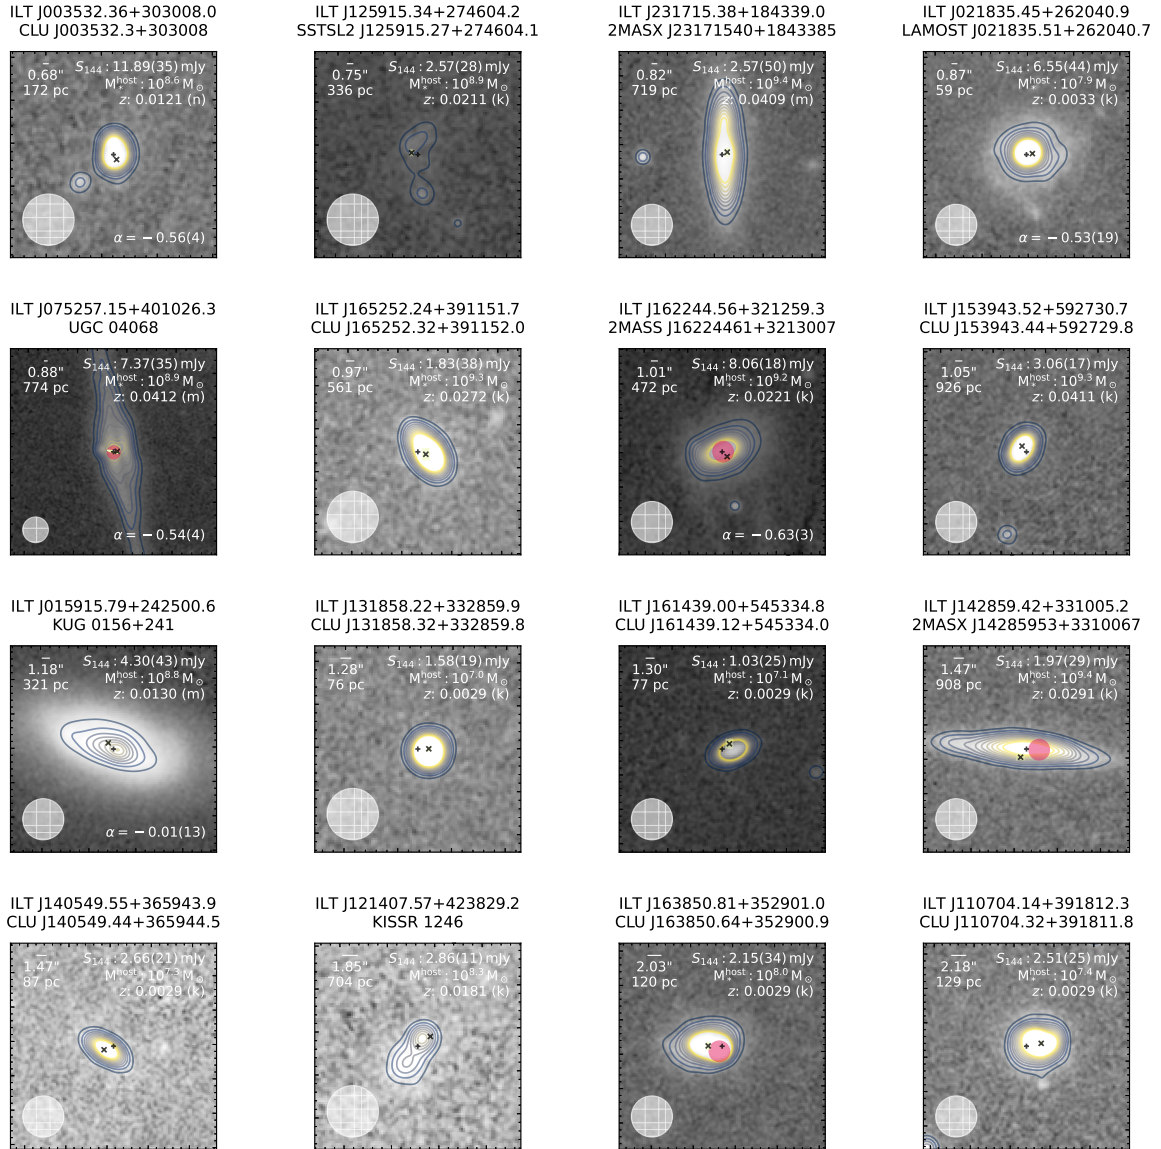 ILT J003532.36+303008.0
CLU J003532.3+303008
0.68"
172 pc
S₁₄₄ : 11.89(35) mJy
M*^host : 10^8.6 M⊙
z: 0.0121 (n)
α = −0.56(4)
ILT J125915.34+274604.2
SSTSL2 J125915.27+274604.1
0.75"
336 pc
S₁₄₄ : 2.57(28) mJy
M*^host : 10^8.9 M⊙
z: 0.0211 (k)
ILT J231715.38+184339.0
2MASX J23171540+1843385
0.82"
719 pc
S₁₄₄ : 2.57(50) mJy
M*^host : 10^9.4 M⊙
z: 0.0409 (m)
ILT J021835.45+262040.9
LAMOST J021835.51+262040.7
0.87"
59 pc
S₁₄₄ : 6.55(44) mJy
M*^host : 10^7.9 M⊙
z: 0.0033 (k)
α = −0.53(19)
ILT J075257.15+401026.3
UGC 04068
0.88"
774 pc
S₁₄₄ : 7.37(35) mJy
M*^host : 10^8.9 M⊙
z: 0.0412 (m)
α = −0.54(4)
ILT J165252.24+391151.7
CLU J165252.32+391152.0
0.97"
561 pc
S₁₄₄ : 1.83(38) mJy
M*^host : 10^9.3 M⊙
z: 0.0272 (k)
ILT J162244.56+321259.3
2MASS J16224461+3213007
1.01"
472 pc
S₁₄₄ : 8.06(18) mJy
M*^host : 10^9.2 M⊙
z: 0.0221 (k)
α = −0.63(3)
ILT J153943.52+592730.7
CLU J153943.44+592729.8
1.05"
926 pc
S₁₄₄ : 3.06(17) mJy
M*^host : 10^9.3 M⊙
z: 0.0411 (k)
ILT J015915.79+242500.6
KUG 0156+241
1.18"
321 pc
S₁₄₄ : 4.30(43) mJy
M*^host : 10^8.8 M⊙
z: 0.0130 (m)
α = −0.01(13)
ILT J131858.22+332859.9
CLU J131858.32+332859.8
1.28"
76 pc
S₁₄₄ : 1.58(19) mJy
M*^host : 10^7.0 M⊙
z: 0.0029 (k)
ILT J161439.00+545334.8
CLU J161439.12+545334.0
1.30"
77 pc
S₁₄₄ : 1.03(25) mJy
M*^host : 10^7.1 M⊙
z: 0.0029 (k)
ILT J142859.42+331005.2
2MASX J14285953+3310067
1.47"
908 pc
S₁₄₄ : 1.97(29) mJy
M*^host : 10^9.4 M⊙
z: 0.0291 (k)
ILT J140549.55+365943.9
CLU J140549.44+365944.5
1.47"
87 pc
S₁₄₄ : 2.66(21) mJy
M*^host : 10^7.3 M⊙
z: 0.0029 (k)
ILT J121407.57+423829.2
KISSR 1246
1.85"
704 pc
S₁₄₄ : 2.86(11) mJy
M*^host : 10^8.3 M⊙
z: 0.0181 (k)
ILT J163850.81+352901.0
CLU J163850.64+352900.9
2.03"
120 pc
S₁₄₄ : 2.15(34) mJy
M*^host : 10^8.0 M⊙
z: 0.0029 (k)
ILT J110704.14+391812.3
CLU J110704.32+391811.8
2.18"
129 pc
S₁₄₄ : 2.51(25) mJy
M*^host : 10^7.4 M⊙
z: 0.0029 (k)